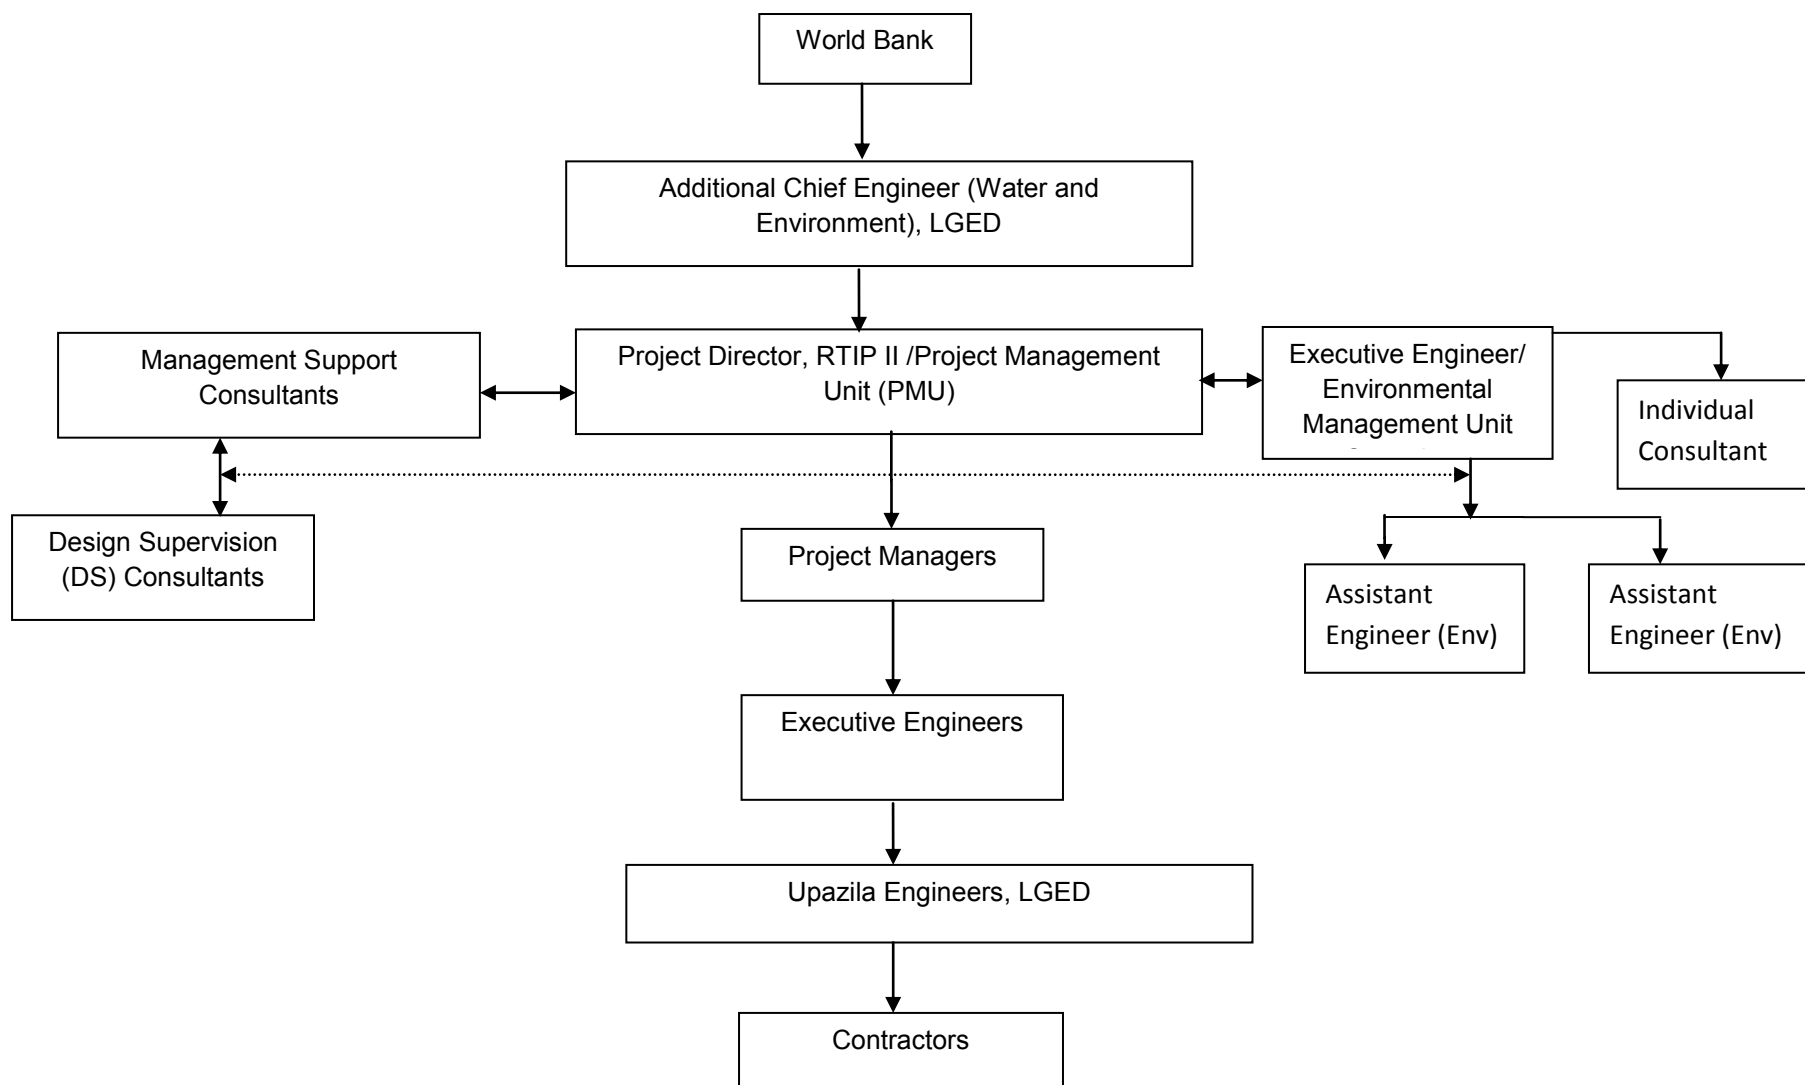 World Bank
Additional Chief Engineer (Water and
Environment), LGED
Management Support
Consultants
Project Director, RTIP II /Project Management
Unit (PMU)
Executive Engineer/
Environmental
Management Unit
Individual
Consultant
Design Supervision
(DS) Consultants
Project Managers
Assistant
Engineer (Env)
Assistant
Engineer (Env)
Executive Engineers
Upazila Engineers, LGED
Contractors